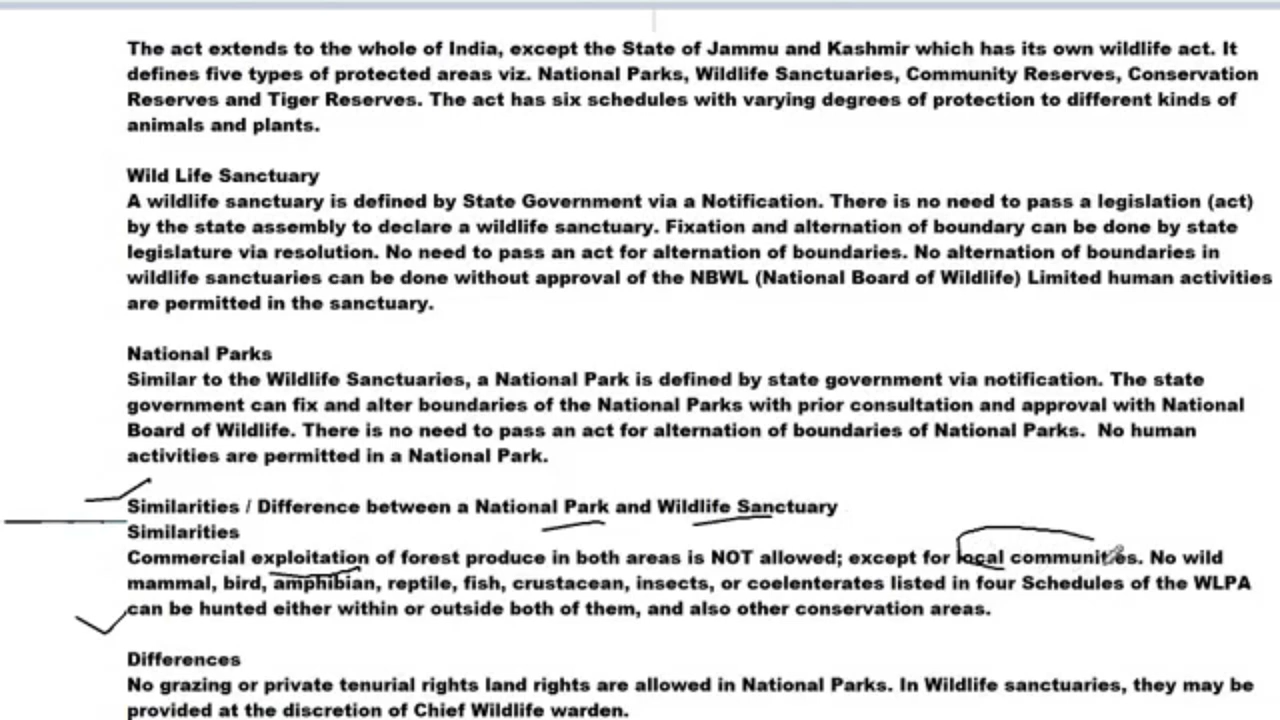 The act extends to the whole of India, except the State of Jammu and Kashmir which has its own wildlife act. It
defines five types of protected areas viz. National Parks, Wildlife Sanctuaries, Community Reserves, Conservation
Reserves and Tiger Reserves. The act has six schedules with varying degrees of protection to different kinds of
animals and plants.
Wild Life Sanctuary
A wildlife sanctuary is defined by State Government via a Notification. There is no need to pass a legislation (act)
by the state assembly to declare a wildlife sanctuary. Fixation and alternation of boundary can be done by state
legislature via resolution. No need to pass an act for alternation of boundaries. No alternation of boundaries in
wildlife sanctuaries can be done without approval of the NBWL (National Board of Wildlife) Limited human activities
are permitted in the sanctuary.
National Parks
Similar to the Wildlife Sanctuaries, a National Park is defined by state government via notification. The state
government can fix and alter boundaries of the National Parks with prior consultation and approval with National
Board of Wildlife. There is no need to pass an act for alternation of boundaries of National Parks. No human
activities are permitted in a National Park.
Similarities / Difference between a National Park and Wildlife Sanctuary
Similarities
Commercial exploitation of forest produce in both areas is NOT allowed; except for local communities. No wild
mammal, bird, amphibian, reptile, fish, crustacean, insects, or coelenterates listed in four Schedules of the WLPA
can be hunted either within or outside both of them, and also other conservation areas.
Differences
No grazing or private tenurial rights land rights are allowed in National Parks. In Wildlife sanctuaries, they may be
provided at the discretion of Chief Wildlife warden.